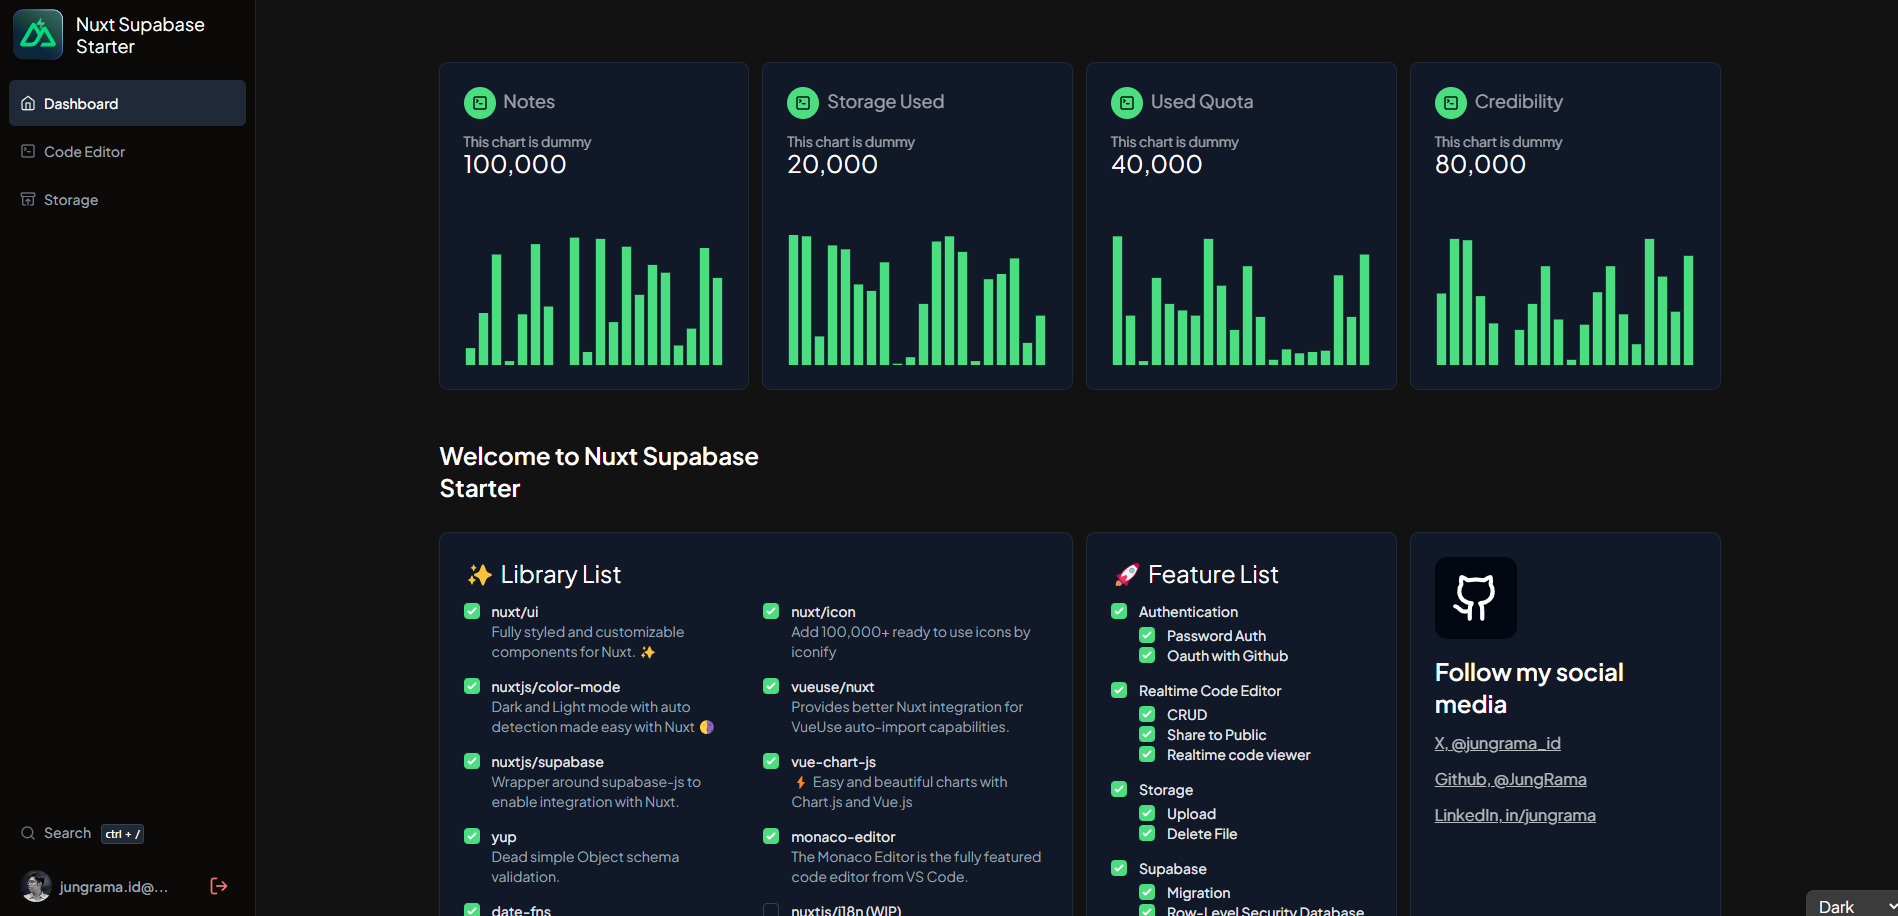 Nuxt Supabase
Starter
Dashboard
Code Editor
Storage
Search ctrl + /
jungrama.id@...
Notes
This chart is dummy
100,000
Storage Used
This chart is dummy
20,000
Used Quota
This chart is dummy
40,000
Credibility
This chart is dummy
80,000
Welcome to Nuxt Supabase
Starter
✨ Library List
nuxt/ui
Fully styled and customizable
components for Nuxt. ✨
nuxtjs/color-mode
Dark and Light mode with auto
detection made easy with Nuxt 🌗
nuxtjs/supabase
Wrapper around supabase-js to
enable integration with Nuxt.
yup
Dead simple Object schema
validation.
date-fns
nuxt/icon
Add 100,000+ ready to use icons by
iconify
vueuse/nuxt
Provides better Nuxt integration for
VueUse auto-import capabilities.
vue-chart-js
⚡ Easy and beautiful charts with
Chart.js and Vue.js
monaco-editor
The Monaco Editor is the fully featured
code editor from VS Code.
nuxtjs/i18n (WIP)
🚀 Feature List
Authentication
Password Auth
Oauth with Github
Realtime Code Editor
CRUD
Share to Public
Realtime code viewer
Storage
Upload
Delete File
Supabase
Migration
Row-Level Security Database
Follow my social
media
X, @jungrama_id
Github, @JungRama
LinkedIn, in/jungrama
Dark